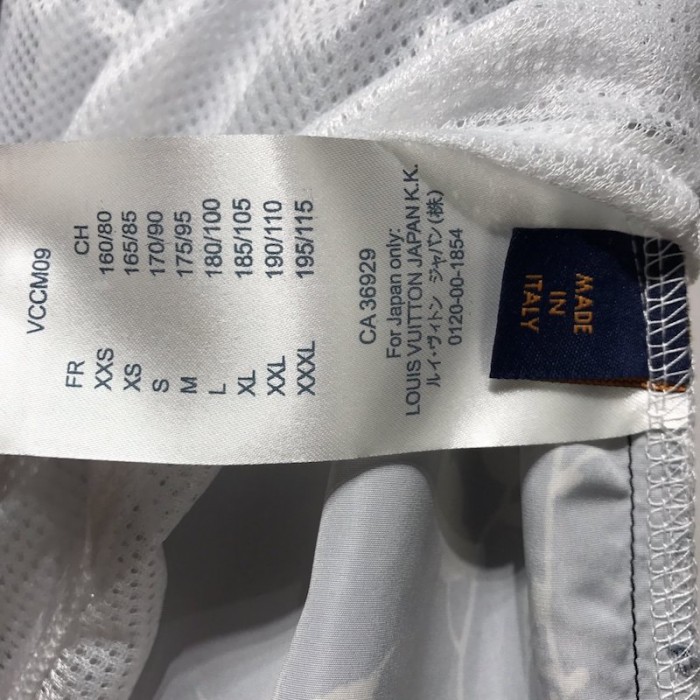 VCCM09
FR CH
XXS 160/80
XS 165/85
S 170/90
M 175/95
L 180/100
XL 185/105
XXL 190/110
XXXL 195/115
CA 36929
For Japan only:
LOUIS VUITTON JAPAN K.K.
ルイ・ヴィトン ジャパン(株)
0120-00-1854
MADE
IN
ITALY